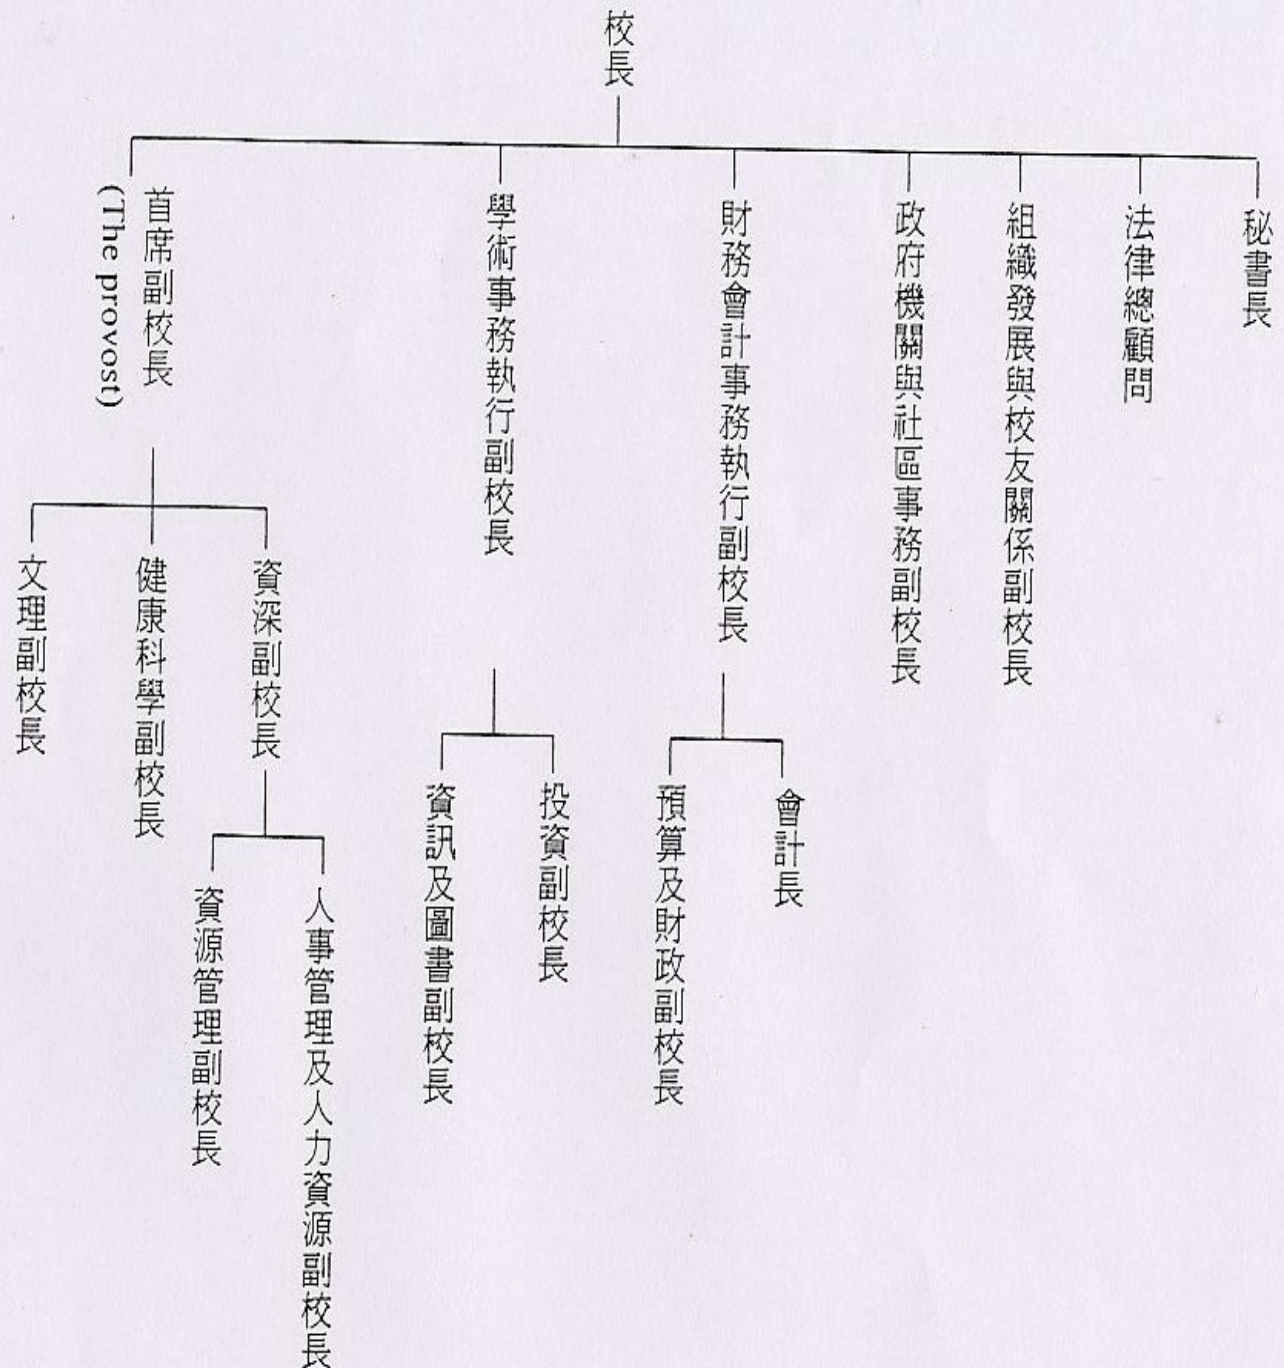 校長
秘書長
法律總顧問
組織發展與校友關係副校長
政府機關與社區事務副校長
財務會計事務執行副校長
學術事務執行副校長
首席副校長
(The provost)
會計長
預算及財政副校長
投資副校長
資訊及圖書副校長
資深副校長
健康科學副校長
文理副校長
人事管理及人力資源副校長
資源管理副校長